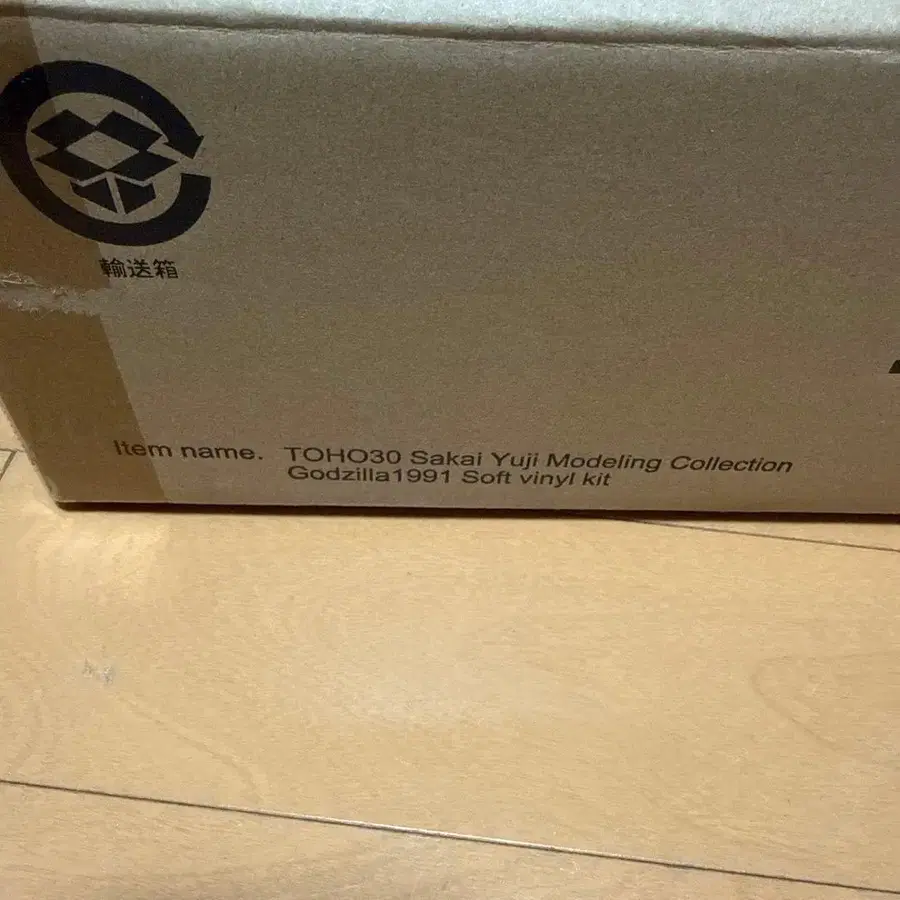 輸送箱
Item name. TOHO30 Sakai Yuji Modeling Collection
Godzilla1991 Soft vinyl kit